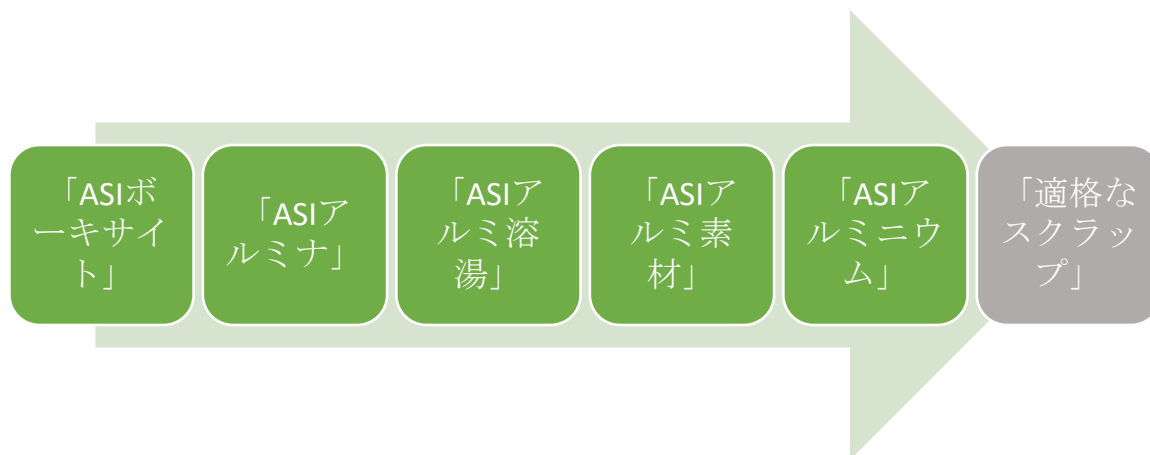 「ASIボ
ーキサイ
ト」
「ASIア
ルミナ」
「ASIア
ルミ溶
湯」
「ASIア
ルミ素
材」
「ASIア
ルミニウ
ム」
「適格な
スクラッ
プ」